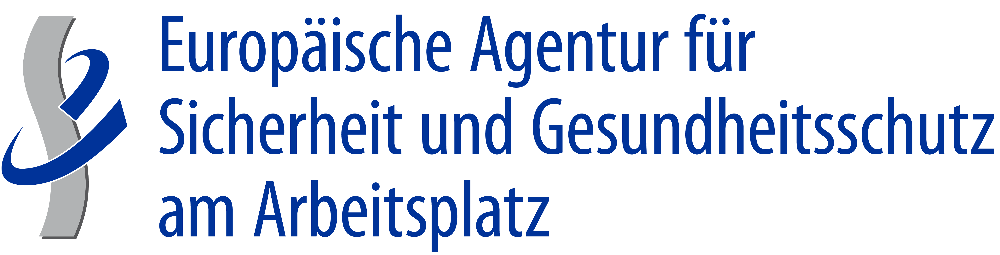 Europäische Agentur für
Sicherheit und Gesundheitsschutz
am Arbeitsplatz